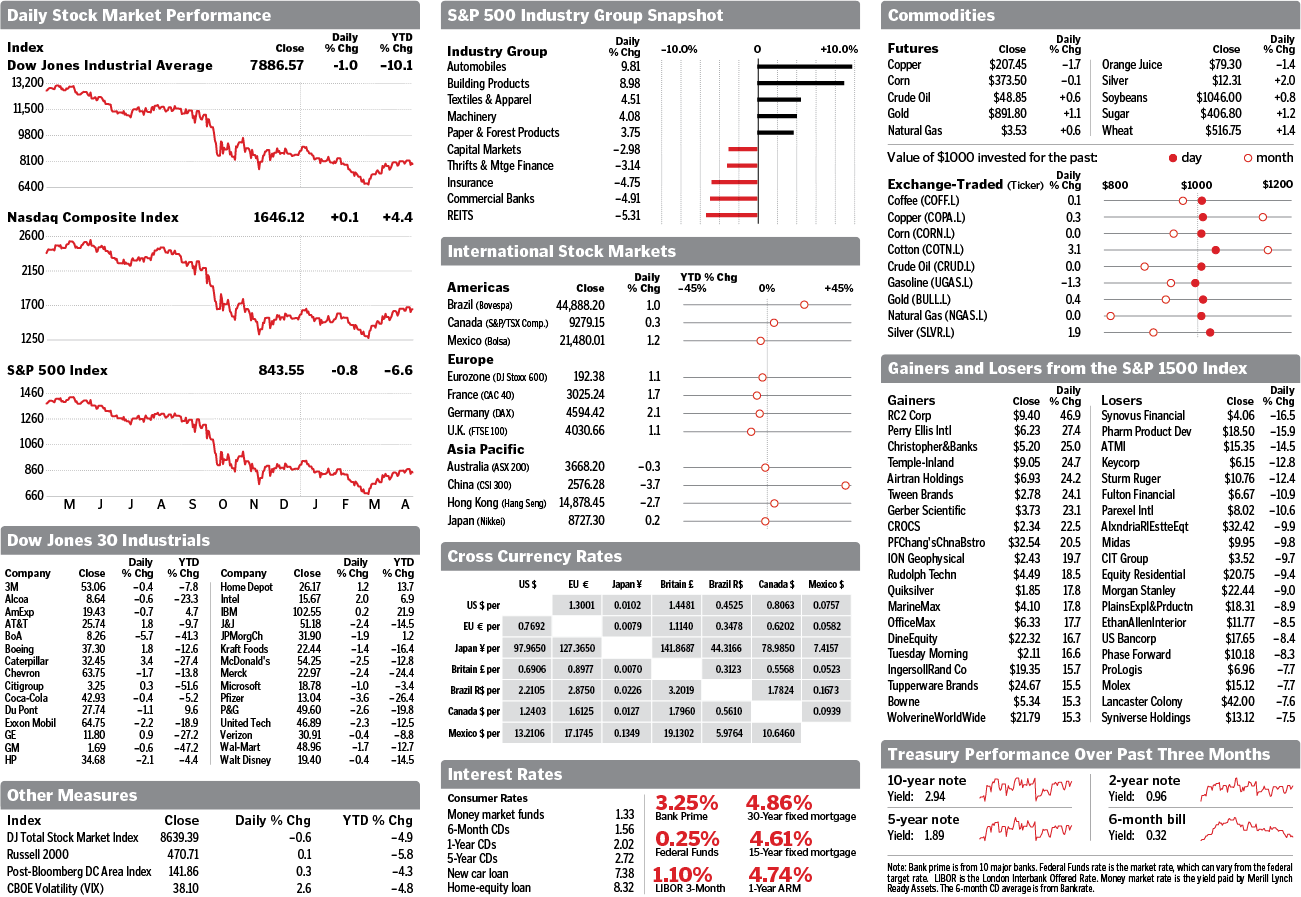 Daily Stock Market Performance
Index Close Daily % Chg YTD % Chg
Dow Jones Industrial Average 7886.57 -1.0 –10.1
13,200
11,500
9800
8100
6400
Nasdaq Composite Index 1646.12 +0.1 +4.4
2600
2150
1700
1250
S&P 500 Index 843.55 -0.8 –6.6
1460
1260
1060
860
660
M J J A S O N D J F M A
Dow Jones 30 Industrials
Company Close Daily % Chg YTD % Chg Company Close Daily % Chg YTD % Chg
3M 53.06 –0.4 –7.8 Home Depot 26.17 1.2 13.7
Alcoa 8.64 –0.6 –23.3 Intel 15.67 2.0 6.9
AmExp 19.43 –0.7 4.7 IBM 102.55 0.2 21.9
AT&T 25.74 1.8 –9.7 J&J 51.18 –2.4 –14.5
BoA 8.26 –5.7 –41.3 JPMorgCh 31.90 –1.9 1.2
Boeing 37.30 1.8 –12.6 Kraft Foods 22.44 –1.4 –16.4
Caterpillar 32.45 3.4 –27.4 McDonald's 54.25 –2.5 –12.8
Chevron 63.75 –1.7 –13.8 Merck 22.97 –2.4 –24.4
Citigroup 3.25 0.3 –51.6 Microsoft 18.78 –1.0 –3.4
Coca-Cola 42.93 –0.4 –5.2 Pfizer 13.04 –3.6 –26.4
Du Pont 27.74 –1.1 9.6 P&G 49.60 –2.6 –19.8
Exxon Mobil 64.75 –2.2 –18.9 United Tech 46.89 –2.3 –12.5
GE 11.80 0.9 –27.2 Verizon 30.91 –0.4 –8.8
GM 1.69 –0.6 –47.2 Wal-Mart 48.96 –1.7 –12.7
HP 34.68 –2.1 –4.4 Walt Disney 19.40 –0.4 –14.5
Other Measures
Index Close Daily % Chg YTD % Chg
DJ Total Stock Market Index 8639.39 –0.6 –4.9
Russell 2000 470.71 0.1 –5.8
Post-Bloomberg DC Area Index 141.86 0.3 –4.3
CBOE Volatility (VIX) 38.10 2.6 –4.8
S&P 500 Industry Group Snapshot
Industry Group Daily % Chg –10.0% 0 +10.0%
Automobiles 9.81
Building Products 8.98
Textiles & Apparel 4.51
Machinery 4.08
Paper & Forest Products 3.75
Capital Markets –2.98
Thrifts & Mtge Finance –3.14
Insurance –4.75
Commercial Banks –4.91
REITS –5.31
International Stock Markets
Americas Close Daily % Chg YTD % Chg –45% 0% +45%
Brazil (Bovespa) 44,888.20 1.0
Canada (S&P/TSX Comp.) 9279.15 0.3
Mexico (Bolsa) 21,480.01 1.2
Europe
Eurozone (DJ Stoxx 600) 192.38 1.1
France (CAC 40) 3025.24 1.7
Germany (DAX) 4594.42 2.1
U.K. (FTSE 100) 4030.66 1.1
Asia Pacific
Australia (ASX 200) 3668.20 –0.3
China (CSI 300) 2576.28 –3.7
Hong Kong (Hang Seng) 14,878.45 –2.7
Japan (Nikkei) 8727.30 0.2
Cross Currency Rates
US $ EU € Japan ¥ Britain £ Brazil R$ Canada $ Mexico $
US $ per 1.3001 0.0102 1.4481 0.4525 0.8063 0.0757
EU € per 0.7692 0.0079 1.1140 0.3478 0.6202 0.0582
Japan ¥ per 97.9650 127.3650 141.8687 44.3166 78.9850 7.4157
Britain £ per 0.6906 0.8977 0.0070 0.3123 0.5568 0.0523
Brazil R$ per 2.2105 2.8750 0.0226 3.2019 1.7824 0.1673
Canada $ per 1.2403 1.6125 0.0127 1.7960 0.5610 0.0939
Mexico $ per 13.2106 17.1745 0.1349 19.1302 5.9764 10.6460
Interest Rates
Consumer Rates
Money market funds 1.33
6-Month CDs 1.56
1-Year CDs 2.02
5-Year CDs 2.72
New car loan 7.38
Home-equity loan 8.32
3.25% 4.86%
Bank Prime 30-Year fixed mortgage
0.25% 4.61%
Federal Funds 15-Year fixed mortgage
1.10% 4.74%
LIBOR 3-Month 1-Year ARM
Commodities
Futures Close Daily % Chg Close Daily % Chg
Copper $207.45 –1.7 Orange Juice $79.30 –1.4
Corn $373.50 –0.1 Silver $12.31 +2.0
Crude Oil $48.85 +0.6 Soybeans $1046.00 +0.8
Gold $891.80 +1.1 Sugar $406.80 +1.2
Natural Gas $3.53 +0.6 Wheat $516.75 +1.4
Value of $1000 invested for the past: day month
Exchange-Traded (Ticker) Daily % Chg $800 $1000 $1200
Coffee (COFF.L) 0.1
Copper (COPA.L) 0.3
Corn (CORN.L) 0.0
Cotton (COTN.L) 3.1
Crude Oil (CRUD.L) 0.0
Gasoline (UGAS.L) –1.3
Gold (BULL.L) 0.4
Natural Gas (NGAS.L) 0.0
Silver (SLVR.L) 1.9
Gainers and Losers from the S&P 1500 Index
Gainers Close Daily % Chg Losers Close Daily % Chg
RC2 Corp $9.40 46.9 Synovus Financial $4.06 –16.5
Perry Ellis Intl $6.23 27.4 Pharm Product Dev $18.50 –15.9
Christopher&Banks $5.20 25.0 ATMI $15.35 –14.5
Temple-Inland $9.05 24.7 Keycorp $6.15 –12.8
Airtran Holdings $6.93 24.2 Sturm Ruger $10.76 –12.4
Tween Brands $2.78 24.1 Fulton Financial $6.67 –10.9
Gerber Scientific $3.73 23.1 Parexel Intl $8.02 –10.6
CROCS $2.34 22.5 AlxndriaRlEstteEqt $32.42 –9.9
PFChang'sChnaBstro $32.54 20.5 Midas $9.95 –9.8
ION Geophysical $2.43 19.7 CIT Group $3.52 –9.7
Rudolph Techn $4.49 18.5 Equity Residential $20.75 –9.4
Quiksilver $1.85 17.8 Morgan Stanley $22.44 –9.0
MarineMax $4.10 17.8 PlainsExpl&Prductn $18.31 –8.9
OfficeMax $6.33 17.7 EthanAllenInterior $11.77 –8.5
DineEquity $22.32 16.7 US Bancorp $17.65 –8.4
Tuesday Morning $2.11 16.6 Phase Forward $10.18 –8.3
IngersollRand Co $19.35 15.7 ProLogis $6.96 –7.7
Tupperware Brands $24.67 15.5 Molex $15.12 –7.7
Bowne $5.34 15.3 Lancaster Colony $42.00 –7.6
WolverineWorldWide $21.79 15.3 Syniverse Holdings $13.12 –7.5
Treasury Performance Over Past Three Months
10-year note 2-year note
Yield: 2.94 Yield: 0.96
5-year note 6-month bill
Yield: 1.89 Yield: 0.32
Note: Bank prime is from 10 major banks. Federal Funds rate is the market rate, which can vary from the federal
target rate. LIBOR is the London Interbank Offered Rate. Money market rate is the yield paid by Merill Lynch
Ready Assets. The 6-month CD average is from Bankrate.